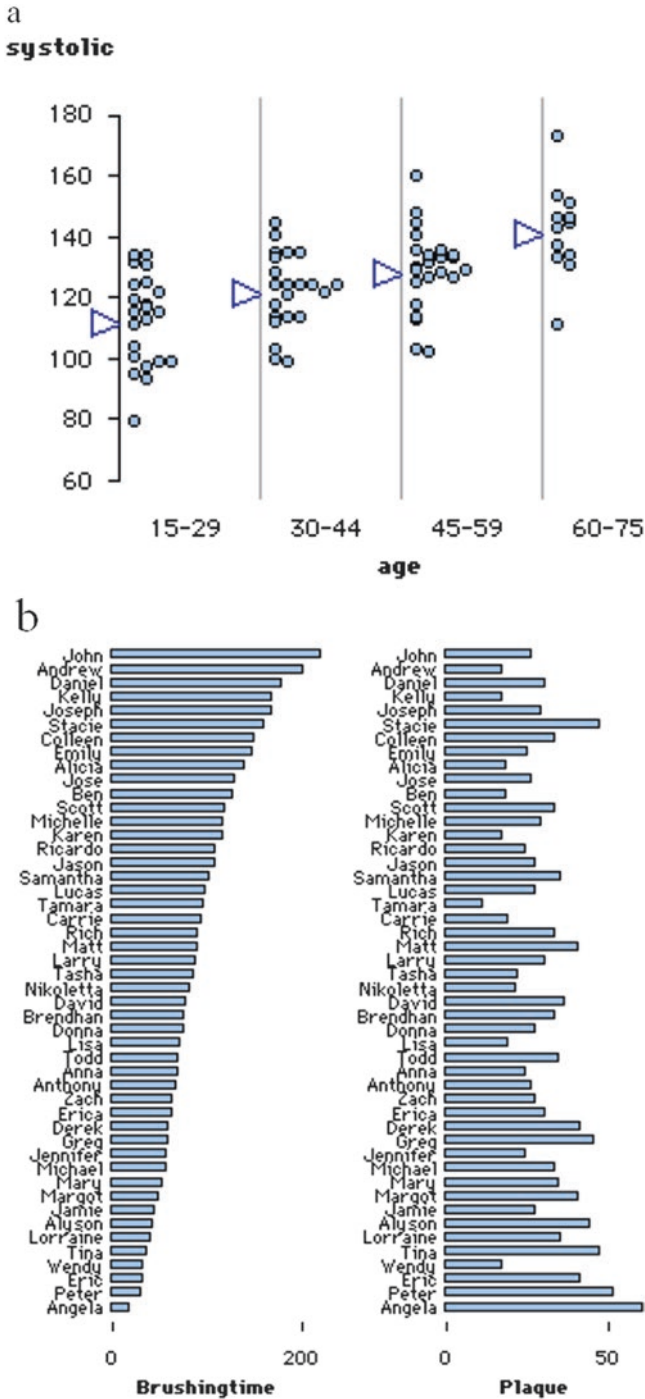 a
systolic
180
160
140
120
100
80
60
15-29 30-44 45-59 60-75
age
b
John John
Andrew Andrew
Daniel Daniel
Kelly Kelly
Joseph Joseph
Stacie Stacie
Colleen Colleen
Emily Emily
Alicia Alicia
Jose Jose
Ben Ben
Scott Scott
Michelle Michelle
Karen Karen
Ricardo Ricardo
Jason Jason
Samantha Samantha
Lucas Lucas
Tamara Tamara
Carrie Carrie
Rich Rich
Matt Matt
Larry Larry
Tasha Tasha
Nikoletta Nikoletta
David David
Brendhan Brendhan
Donna Donna
Lisa Lisa
Todd Todd
Anna Anna
Anthony Anthony
Zach Zach
Erica Erica
Derek Derek
Greg Greg
Jennifer Jennifer
Michael Michael
Mary Mary
Margot Margot
Jamie Jamie
Alyson Alyson
Lorraine Lorraine
Tina Tina
Wendy Wendy
Eric Eric
Peter Peter
Angela Angela
0 200 0 50
Brushingtime Plaque